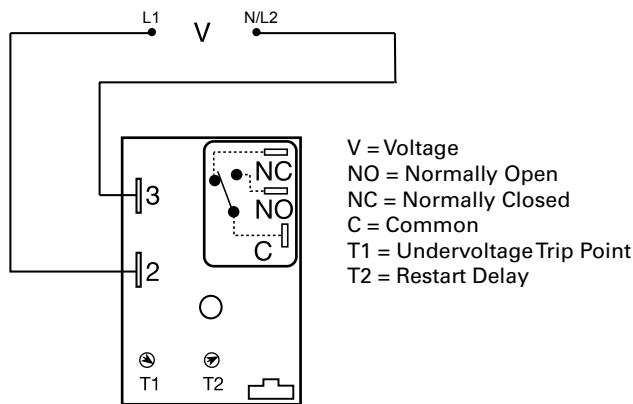 L1 V N/L2
NC
3
NO
C
2
T1 T2
V = Voltage
NO = Normally Open
NC = Normally Closed
C = Common
T1 = Undervoltage Trip Point
T2 = Restart Delay